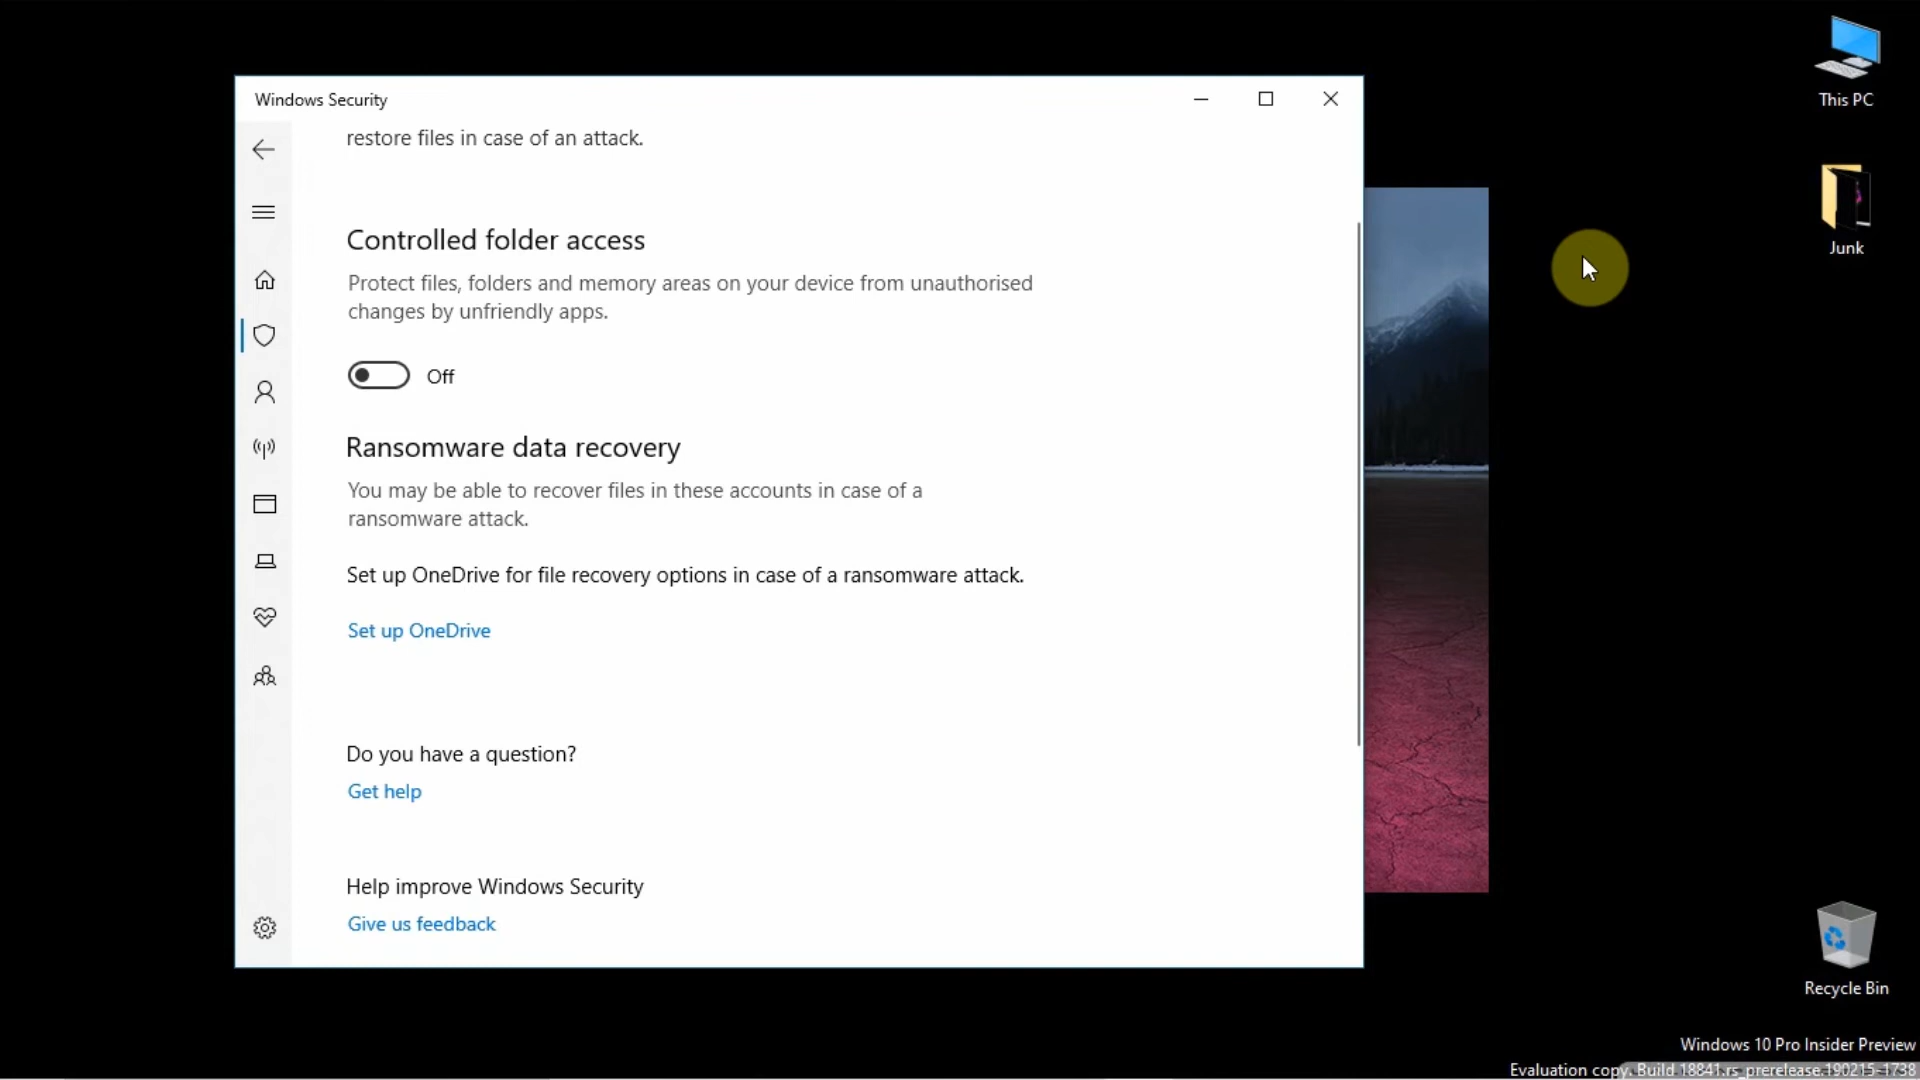 Windows Security
restore files in case of an attack.
Controlled folder access
Protect files, folders and memory areas on your device from unauthorised
changes by unfriendly apps.
Off
Ransomware data recovery
You may be able to recover files in these accounts in case of a
ransomware attack.
Set up OneDrive for file recovery options in case of a ransomware attack.
Set up OneDrive
Do you have a question?
Get help
Help improve Windows Security
Give us feedback
This PC
Junk
Recycle Bin
Windows 10 Pro Insider Preview
Evaluation copy. Build 18841.rs_prerelease.190215-1738